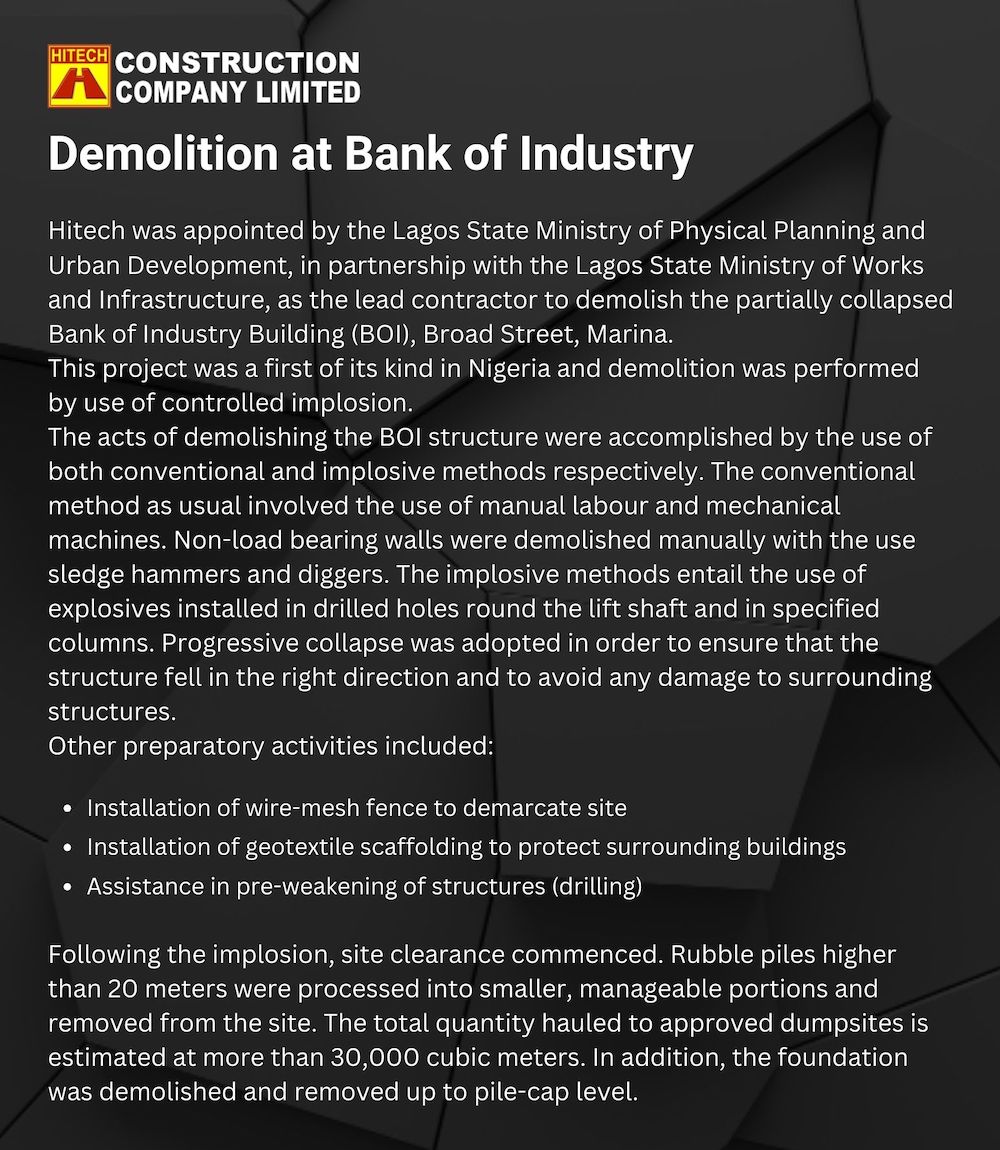 HITECH
CONSTRUCTION
COMPANY LIMITED
Demolition at Bank of Industry
Hitech was appointed by the Lagos State Ministry of Physical Planning and
Urban Development, in partnership with the Lagos State Ministry of Works
and Infrastructure, as the lead contractor to demolish the partially collapsed
Bank of Industry Building (BOI), Broad Street, Marina.
This project was a first of its kind in Nigeria and demolition was performed
by use of controlled implosion.
The acts of demolishing the BOI structure were accomplished by the use of
both conventional and implosive methods respectively. The conventional
method as usual involved the use of manual labour and mechanical
machines. Non-load bearing walls were demolished manually with the use
sledge hammers and diggers. The implosive methods entail the use of
explosives installed in drilled holes round the lift shaft and in specified
columns. Progressive collapse was adopted in order to ensure that the
structure fell in the right direction and to avoid any damage to surrounding
structures.
Other preparatory activities included:
• Installation of wire-mesh fence to demarcate site
• Installation of geotextile scaffolding to protect surrounding buildings
• Assistance in pre-weakening of structures (drilling)
Following the implosion, site clearance commenced. Rubble piles higher
than 20 meters were processed into smaller, manageable portions and
removed from the site. The total quantity hauled to approved dumpsites is
estimated at more than 30,000 cubic meters. In addition, the foundation
was demolished and removed up to pile-cap level.